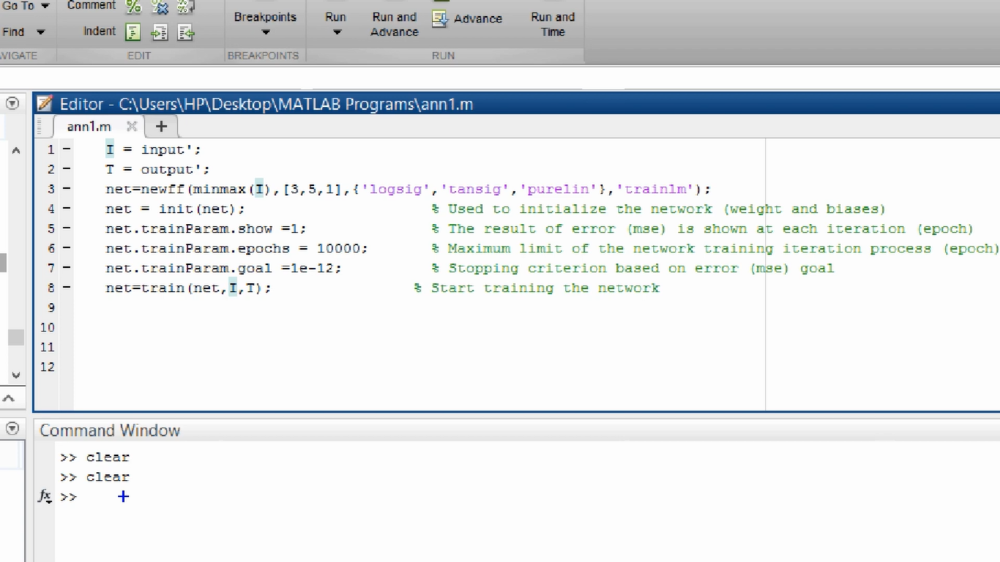 Go To Comment
Find Indent
Breakpoints Run Run and Advance Advance Run and Time
NAVIGATE EDIT BREAKPOINTS RUN
Editor - C:\Users\HP\Desktop\MATLAB Programs\ann1.m
ann1.m
1 I = input';
2 T = output';
3 net=newff(minmax(I),[3,5,1],{'logsig','tansig','purelin'},'trainlm');
4 net = init(net); % Used to initialize the network (weight and biases)
5 net.trainParam.show =1; % The result of error (mse) is shown at each iteration (epoch)
6 net.trainParam.epochs = 10000; % Maximum limit of the network training iteration process (epoch)
7 net.trainParam.goal =1e-12; % Stopping criterion based on error (mse) goal
8 net=train(net,I,T); % Start training the network
9
10
11
12
Command Window
>> clear
>> clear
fx >>